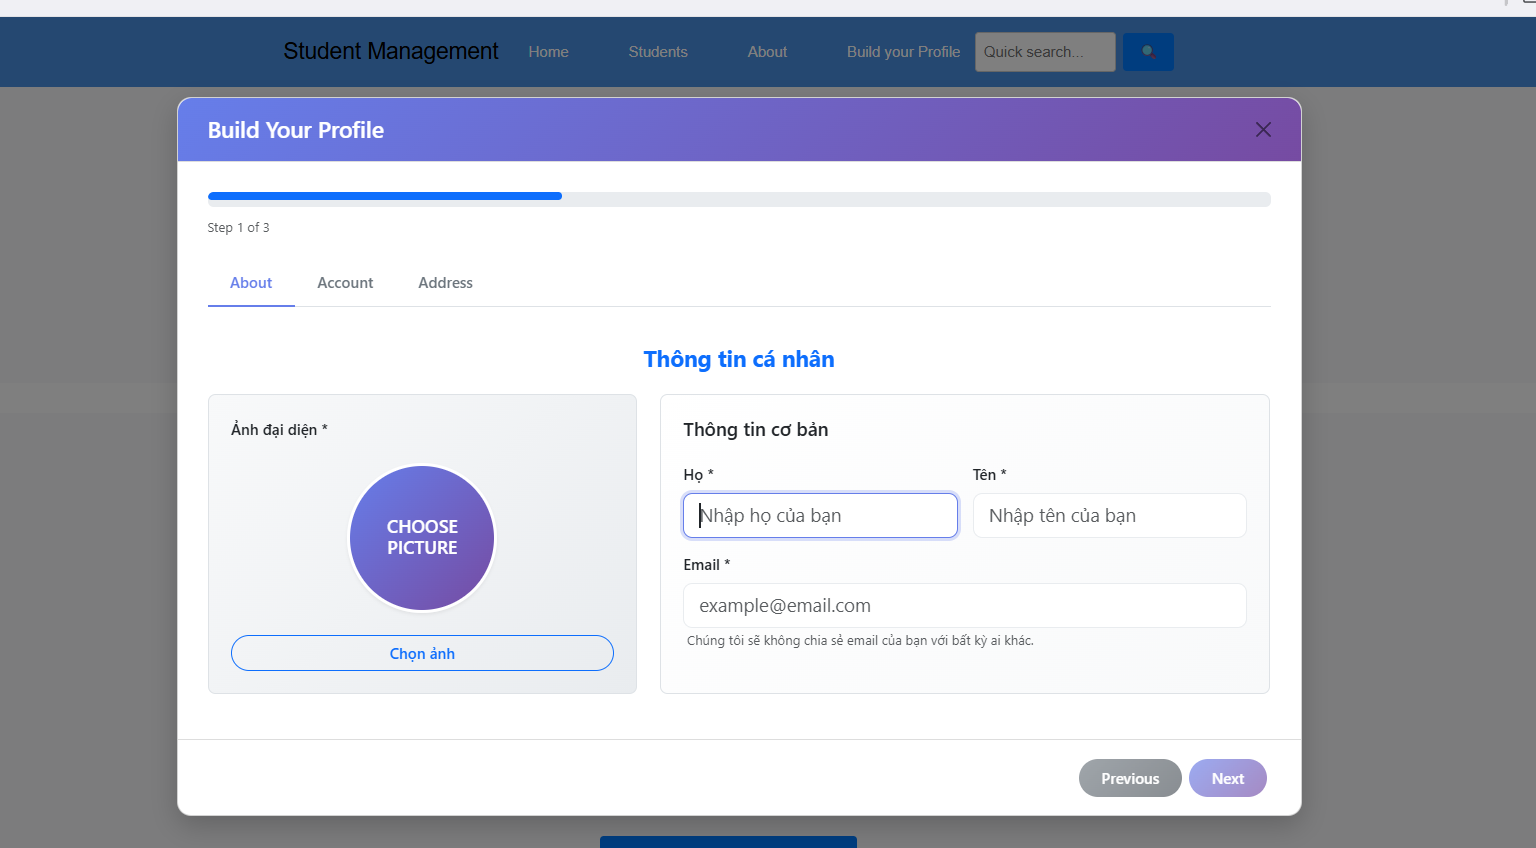 Student Management
Home
Students
About
Build your Profile
Quick search...
Build Your Profile
Step 1 of 3
About
Account
Address
Thông tin cá nhân
Ảnh đại diện *
CHOOSE
PICTURE
Chọn ảnh
Thông tin cơ bản
Họ *
Tên *
Nhập họ của bạn
Nhập tên của bạn
Email *
example@email.com
Chúng tôi sẽ không chia sẻ email của bạn với bất kỳ ai khác.
Previous
Next